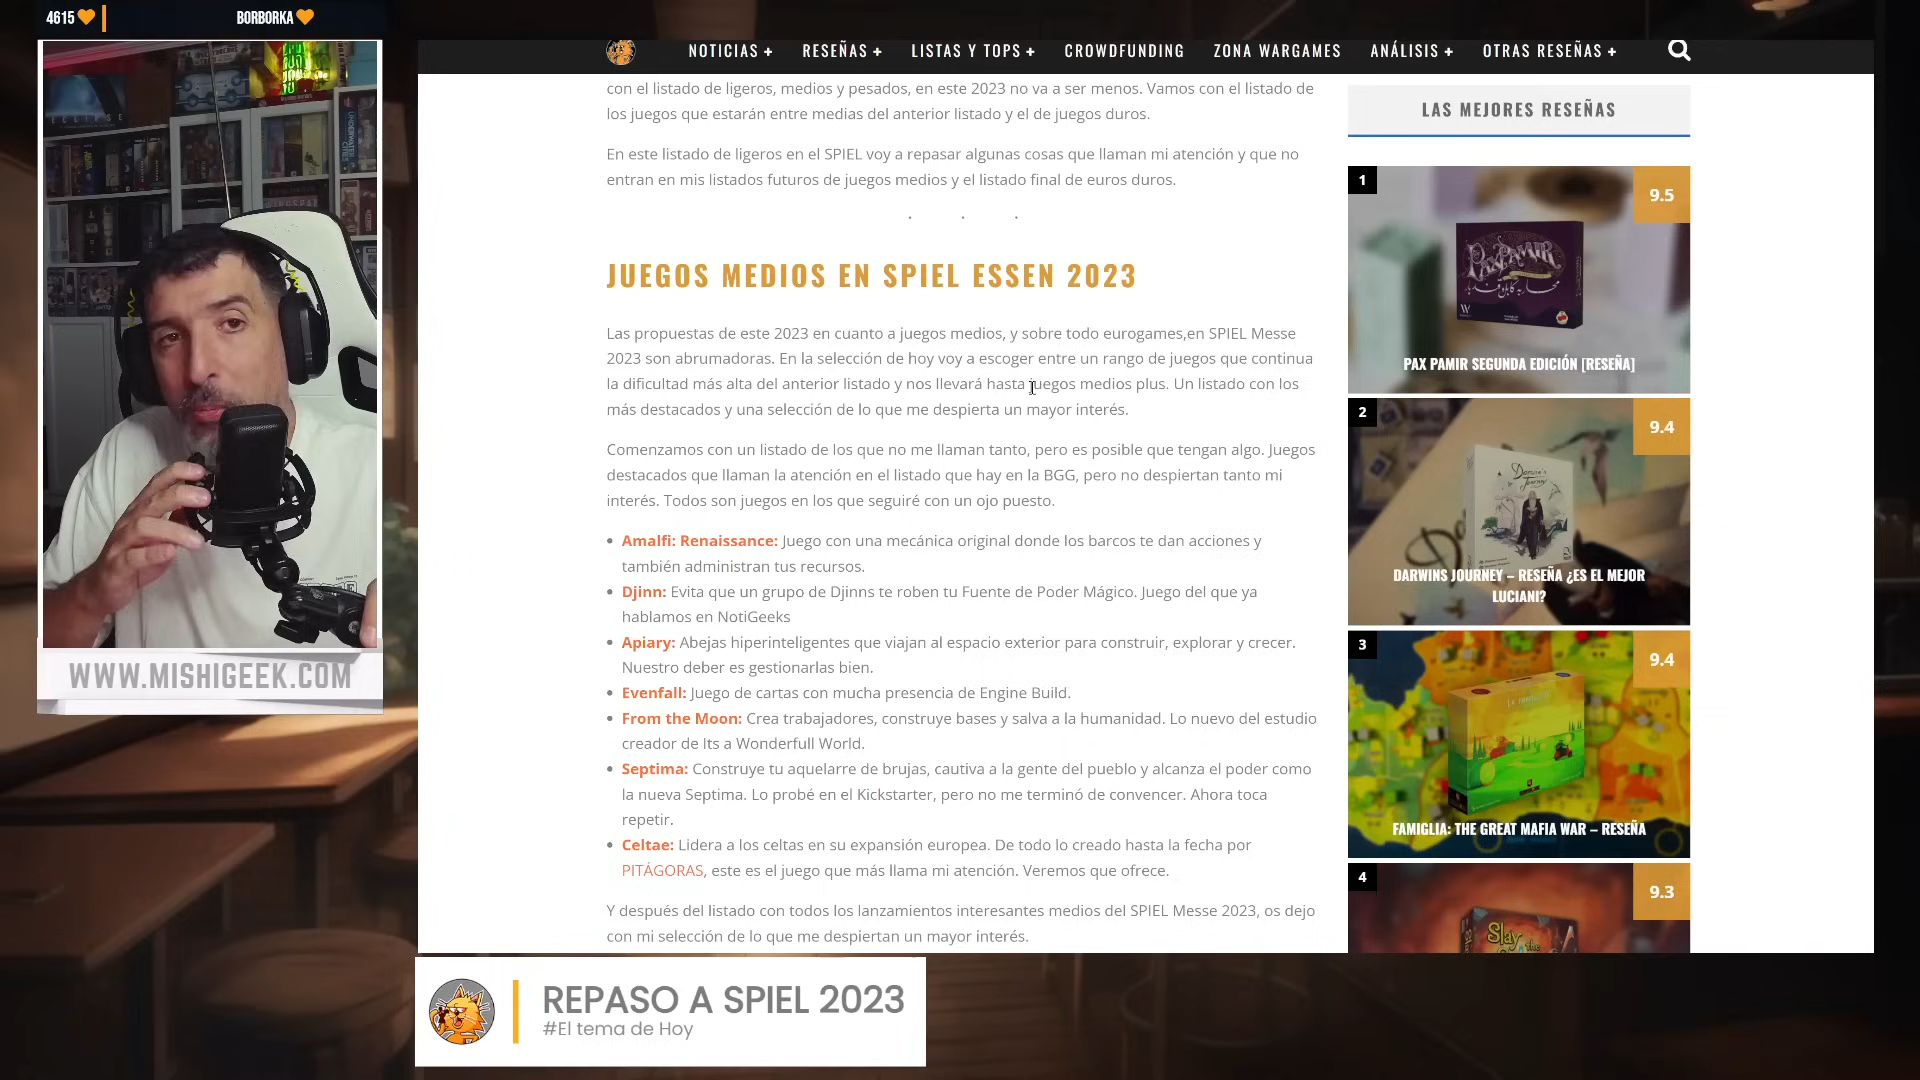 4615
BORBORKA
NOTICIAS +
RESEÑAS +
LISTAS Y TOPS +
CROWDFUNDING
ZONA WARGAMES
ANÁLISIS +
OTRAS RESEÑAS +
con el listado de ligeros, medios y pesados, en este 2023 no va a ser menos. Vamos con el listado de
los juegos que estarán entre medias del anterior listado y el de juegos duros.
En este listado de ligeros en el SPIEL voy a repasar algunas cosas que llaman mi atención y que no
entran en mis listados futuros de juegos medios y el listado final de euros duros.
JUEGOS MEDIOS EN SPIEL ESSEN 2023
Las propuestas de este 2023 en cuanto a juegos medios, y sobre todo eurogames,en SPIEL Messe
2023 son abrumadoras. En la selección de hoy voy a escoger entre un rango de juegos que continua
la dificultad más alta del anterior listado y nos llevará hasta juegos medios plus. Un listado con los
más destacados y una selección de lo que me despierta un mayor interés.
Comenzamos con un listado de los que no me llaman tanto, pero es posible que tengan algo. Juegos
destacados que llaman la atención en el listado que hay en la BGG, pero no despiertan tanto mi
interés. Todos son juegos en los que seguiré con un ojo puesto.
• Amalfi: Renaissance: Juego con una mecánica original donde los barcos te dan acciones y
también administran tus recursos.
• Djinn: Evita que un grupo de Djinns te roben tu Fuente de Poder Mágico. Juego del que ya
hablamos en NotiGeeks
• Apiary: Abejas hiperinteligentes que viajan al espacio exterior para construir, explorar y crecer.
Nuestro deber es gestionarlas bien.
• Evenfall: Juego de cartas con mucha presencia de Engine Build.
• From the Moon: Crea trabajadores, construye bases y salva a la humanidad. Lo nuevo del estudio
creador de Its a Wonderfull World.
• Septima: Construye tu aquelarre de brujas, cautiva a la gente del pueblo y alcanza el poder como
la nueva Septima. Lo probé en el Kickstarter, pero no me terminó de convencer. Ahora toca
repetir.
• Celtae: Lidera a los celtas en su expansión europea. De todo lo creado hasta la fecha por
PITÁGORAS, este es el juego que más llama mi atención. Veremos que ofrece.
Y después del listado con todos los lanzamientos interesantes medios del SPIEL Messe 2023, os dejo
con mi selección de lo que me despiertan un mayor interés.
LAS MEJORES RESEÑAS
1
9.5
PAX PAMIR
PAX PAMIR SEGUNDA EDICIÓN [RESEÑA]
2
9.4
Darwin's
Journey
DARWINS JOURNEY – RESEÑA ¿ES EL MEJOR
LUCIANI?
3
9.4
FAMIGLIA: THE GREAT MAFIA WAR – RESEÑA
4
9.3
Slay the
WWW.MISHIGEEK.COM
REPASO A SPIEL 2023
#El tema de Hoy